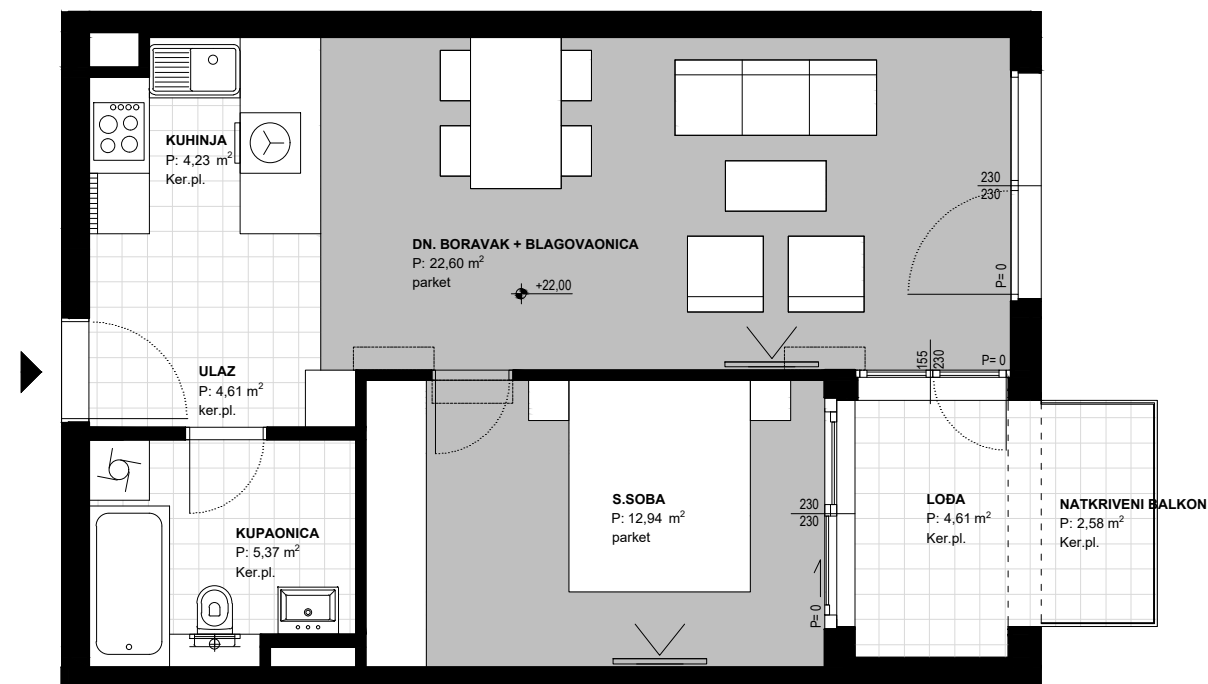 KUHINJA
P: 4,23 m²
Ker.pl.
230
230
DN. BORAVAK + BLAGOVAONICA
P: 22,60 m²
parket
+22,00
P= 0
155
230
P= 0
ULAZ
P: 4,61 m²
ker.pl.
S.SOBA
P: 12,94 m²
parket
230
230
P= 0
LOĐA
P: 4,61 m²
Ker.pl.
NATKRIVENI BALKON
P: 2,58 m²
Ker.pl.
KUPAONICA
P: 5,37 m²
Ker.pl.